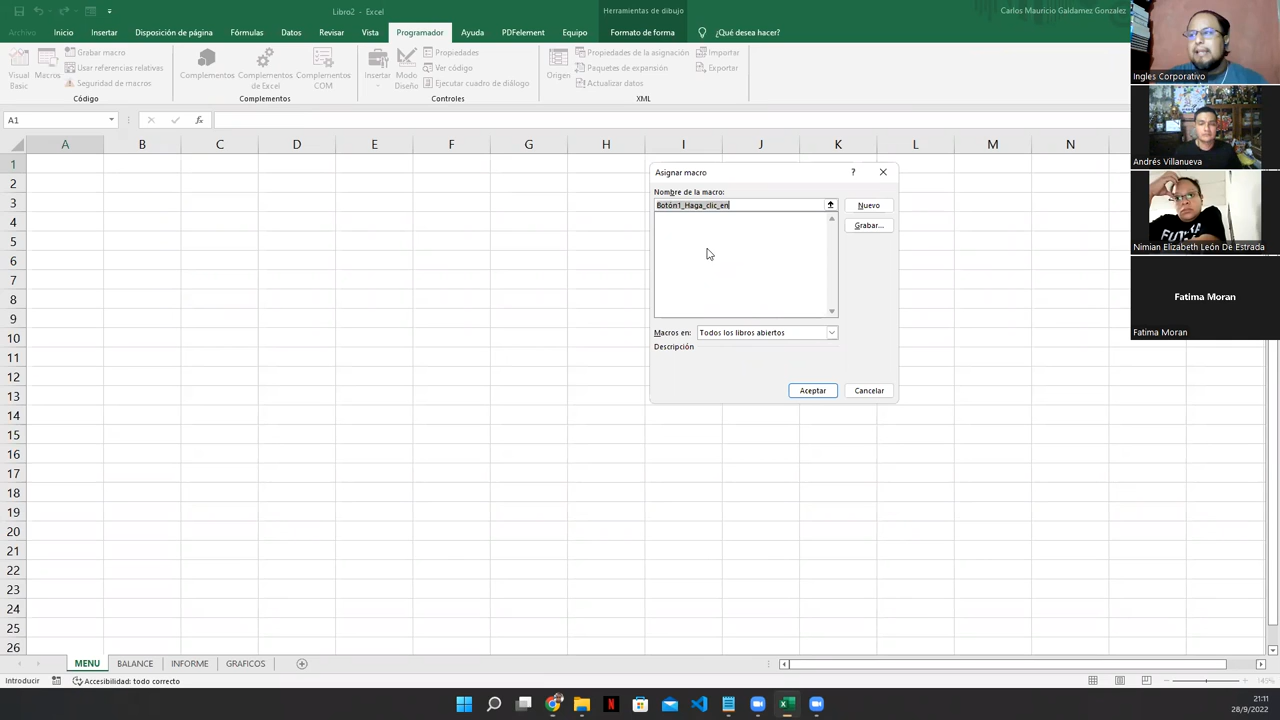 Libro2 - Excel
Herramientas de dibujo
Carlos Mauricio Galdamez Gonzalez
Archivo Inicio Insertar Disposición de página Fórmulas Datos Revisar Vista Programador Ayuda PDFelement Equipo Formato de forma ¿Qué desea hacer?
Visual Basic
Macros
Grabar macro
Usar referencias relativas
Seguridad de macros
Código
Complementos
Complementos de Excel
Complementos COM
Complementos
Insertar
Modo Diseño
Propiedades
Ver código
Ejecutar cuadro de diálogo
Controles
Origen
Propiedades de la asignación
Paquetes de expansión
Actualizar datos
Importar
Exportar
XML
A1
fx
A B C D E F G H I J K L M N
1
2
3
4
5
6
7
8
9
10
11
12
13
14
15
16
17
18
19
20
21
22
23
24
25
26
Asignar macro
?
Nombre de la macro:
Botón1_Haga_clic_en
Nuevo
Grabar...
Macros en: Todos los libros abiertos
Descripción
Aceptar
Cancelar
Ingles Corporativo
Andrés Villanueva
Nimian Elizabeth León De Estrada
Fatima Moran
Fatima Moran
MENU BALANCE INFORME GRAFICOS
Introducir
Accesibilidad: todo correcto
145%
21:11
28/9/2022